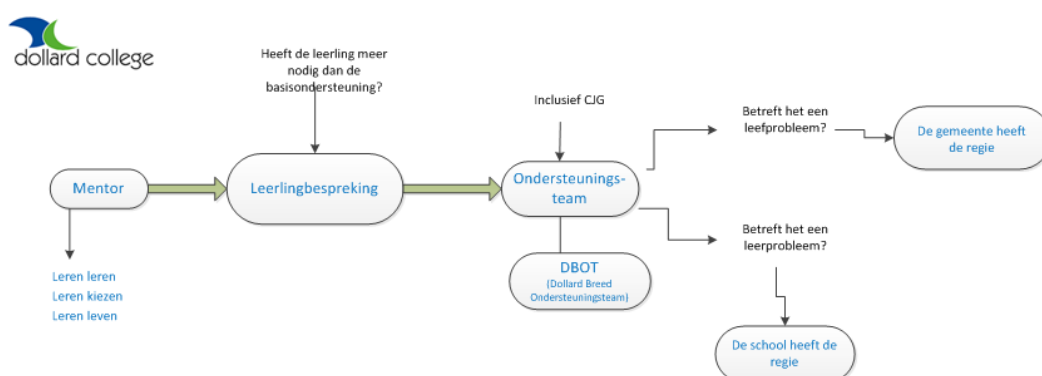 dollard college
Heeft de leerling meer
nodig dan de
basisondersteuning?
Inclusief CJG
Betreft het een
leefprobleem?
De gemeente heeft
de regie
Mentor
Leerlingbespreking
Ondersteunings-
team
Betreft het een
leerprobleem?
DBOT
(Dollard Breed
Ondersteuningsteam)
Leren leren
Leren kiezen
Leren leven
De school heeft de
regie